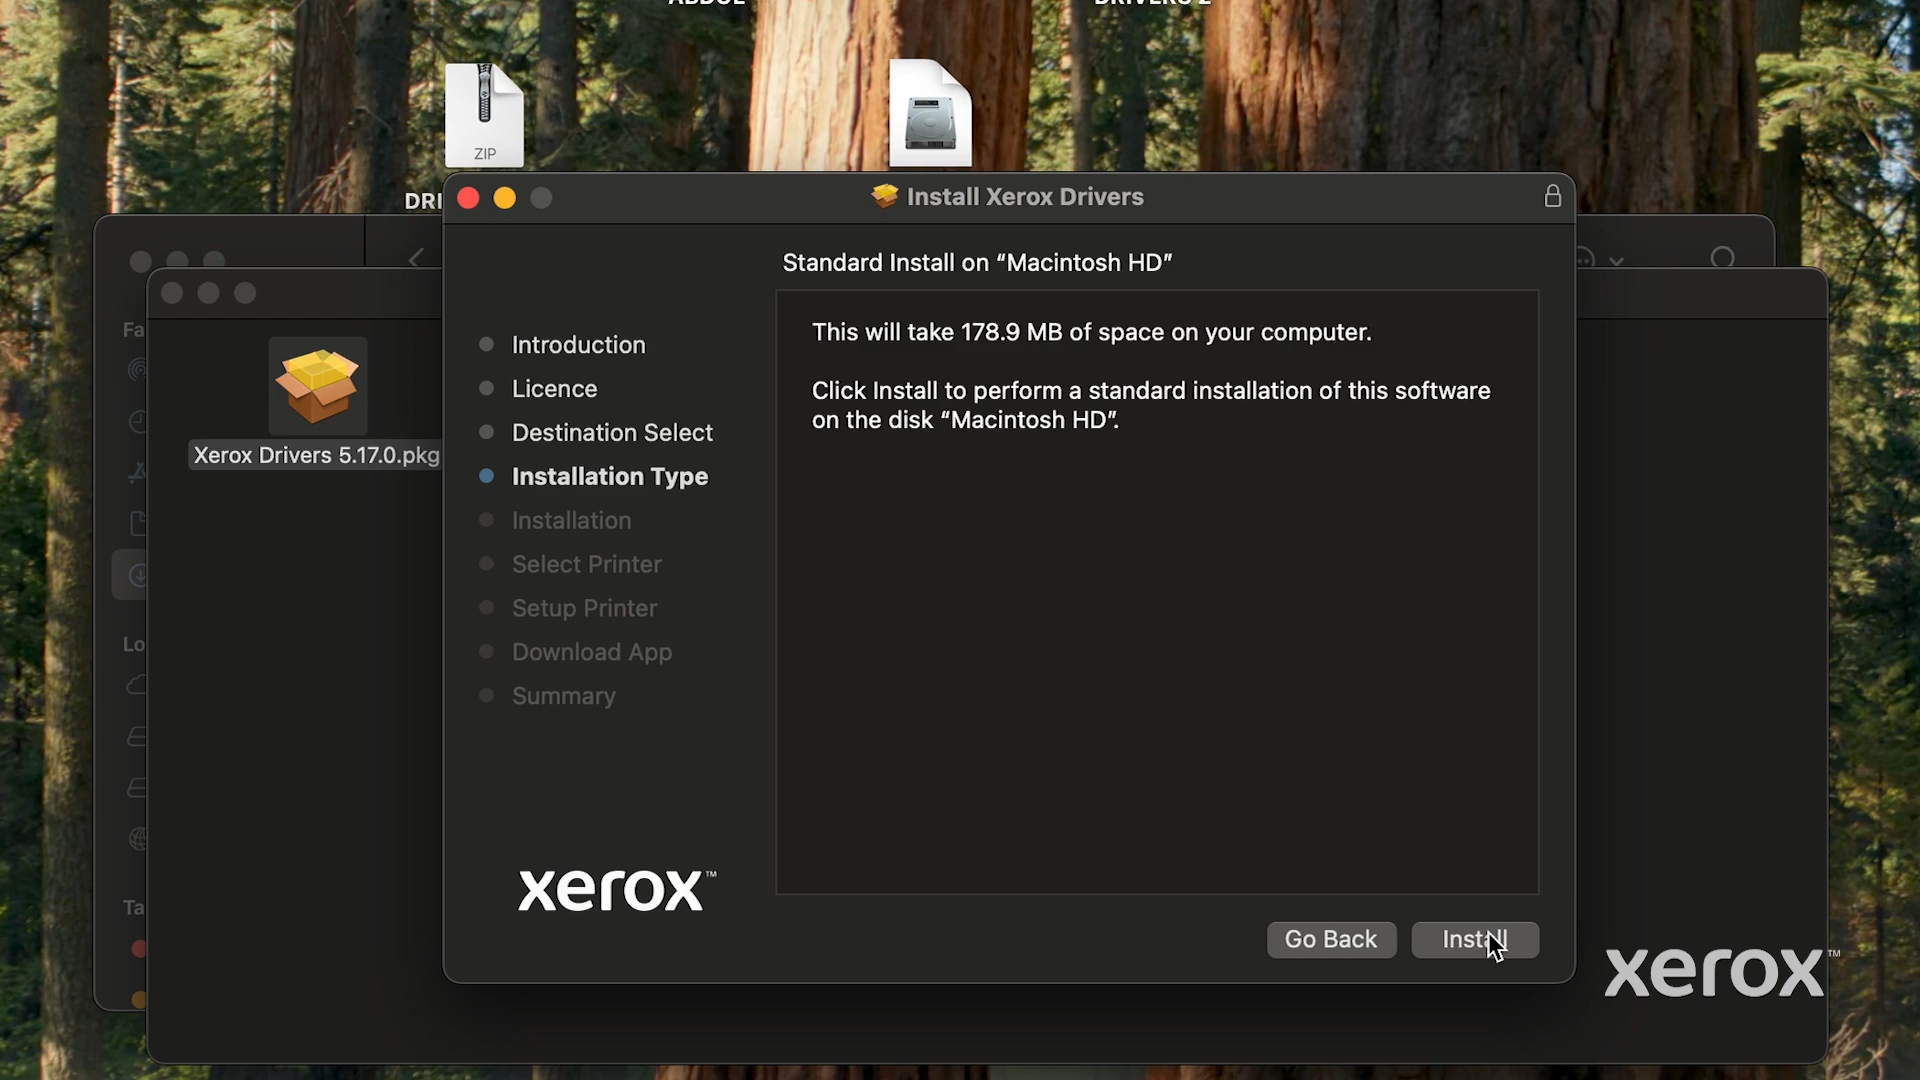 ZIP
Install Xerox Drivers
Standard Install on “Macintosh HD”
This will take 178.9 MB of space on your computer.
Click Install to perform a standard installation of this software
on the disk “Macintosh HD”.
Introduction
Licence
Destination Select
Installation Type
Installation
Select Printer
Setup Printer
Download App
Summary
Xerox Drivers 5.17.0.pkg
xerox™
Go Back
Install
xerox™